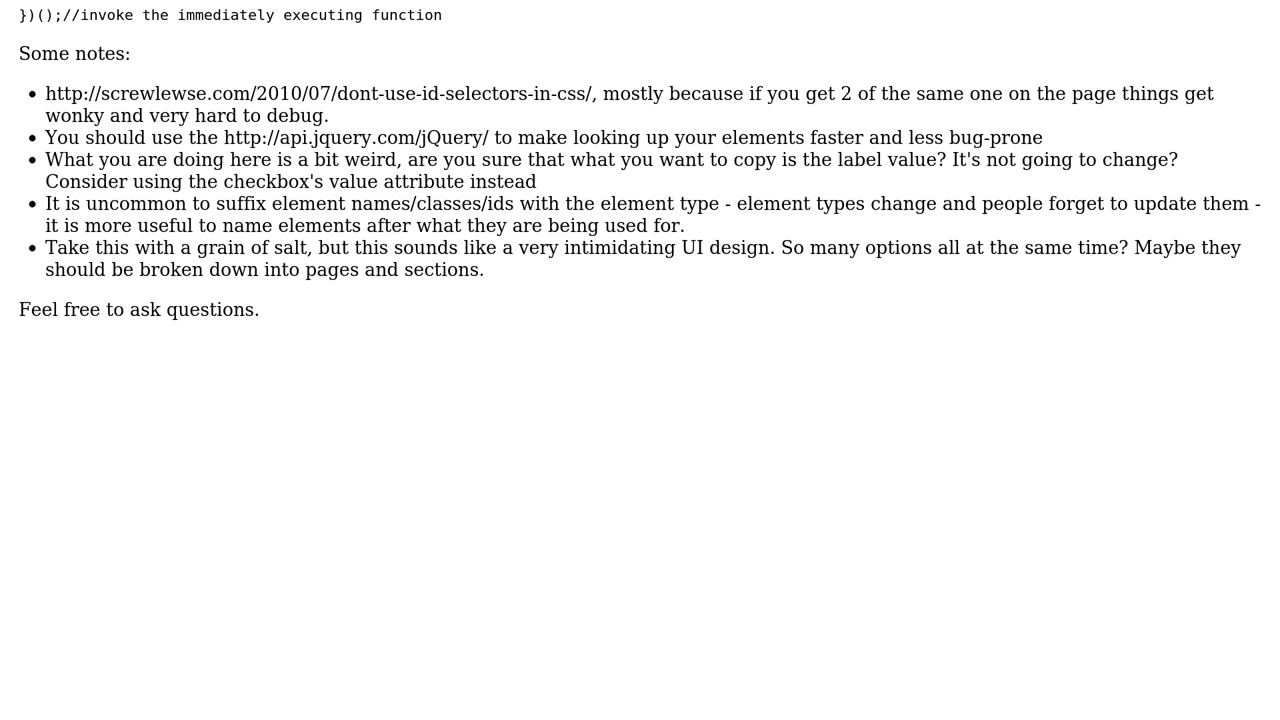 })();//invoke the immediately executing function
Some notes:
• http://screwlewse.com/2010/07/dont-use-id-selectors-in-css/, mostly because if you get 2 of the same one on the page things get
wonky and very hard to debug.
• You should use the http://api.jquery.com/jQuery/ to make looking up your elements faster and less bug-prone
• What you are doing here is a bit weird, are you sure that what you want to copy is the label value? It's not going to change?
Consider using the checkbox's value attribute instead
• It is uncommon to suffix element names/classes/ids with the element type - element types change and people forget to update them -
it is more useful to name elements after what they are being used for.
• Take this with a grain of salt, but this sounds like a very intimidating UI design. So many options all at the same time? Maybe they
should be broken down into pages and sections.
Feel free to ask questions.